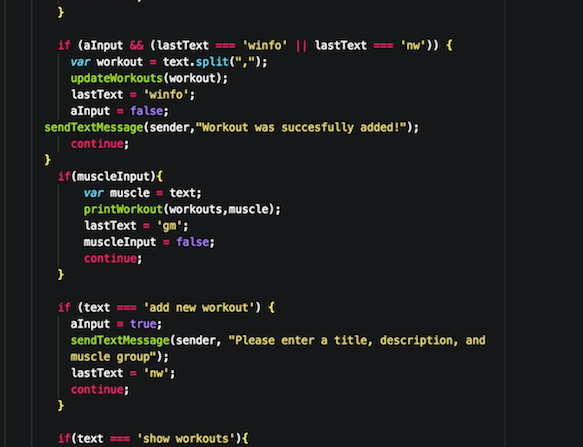 }
if (aInput && (lastText === 'winfo' || lastText === 'nw')) {
var workout = text.split(",");
updateWorkouts(workout);
lastText = 'winfo';
aInput = false;
sendTextMessage(sender,"Workout was succesfully added!");
continue;
}
if(muscleInput){
var muscle = text;
printWorkout(workouts,muscle);
lastText = 'gm';
muscleInput = false;
continue;
}
if (text === 'add new workout') {
aInput = true;
sendTextMessage(sender, "Please enter a title, description, and
muscle group");
lastText = 'nw';
continue;
}
if(text === 'show workouts'){